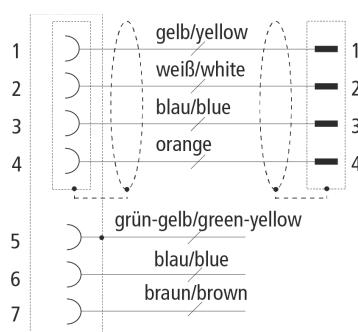 gelb/yellow
1 1
weiß/white
2 2
blau/blue
3 3
orange
4 4
grün-gelb/green-yellow
5
blau/blue
6
braun/brown
7